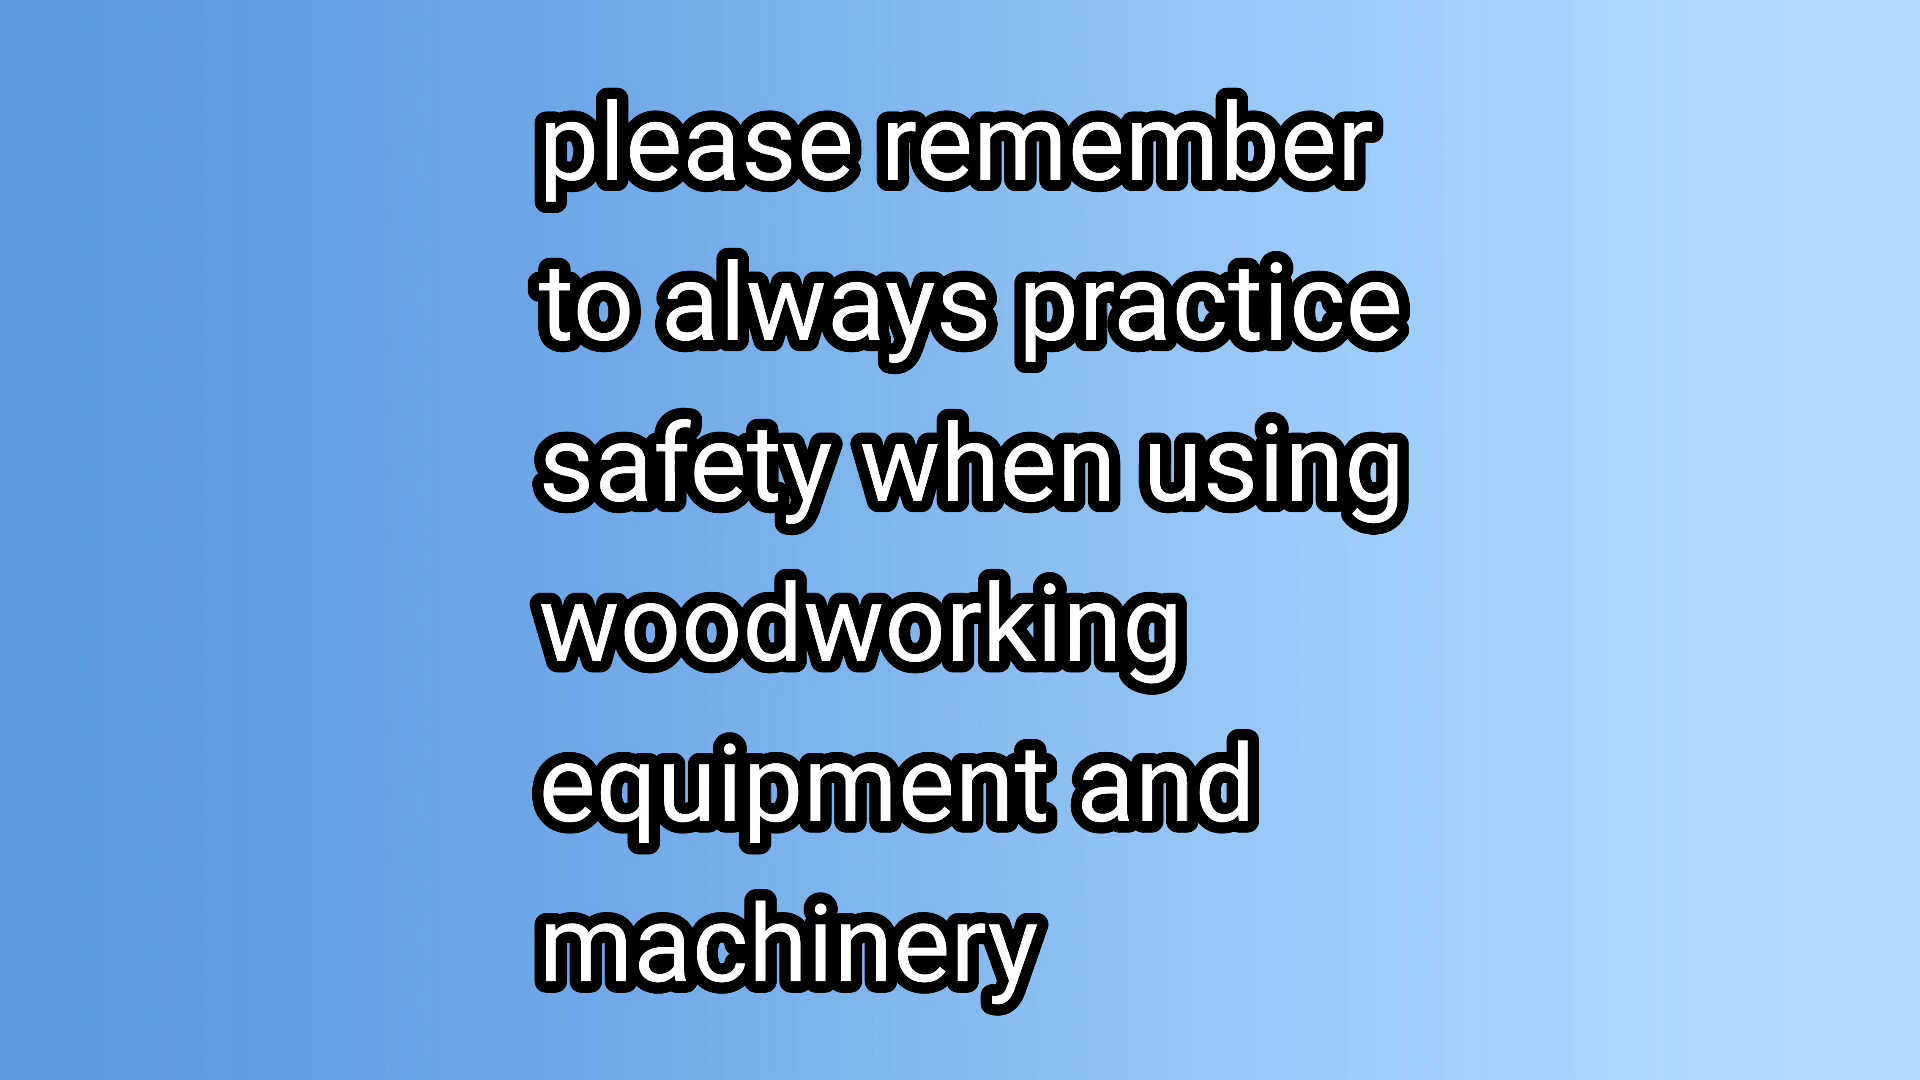 please remember
to always practice
safety when using
woodworking
equipment and
machinery